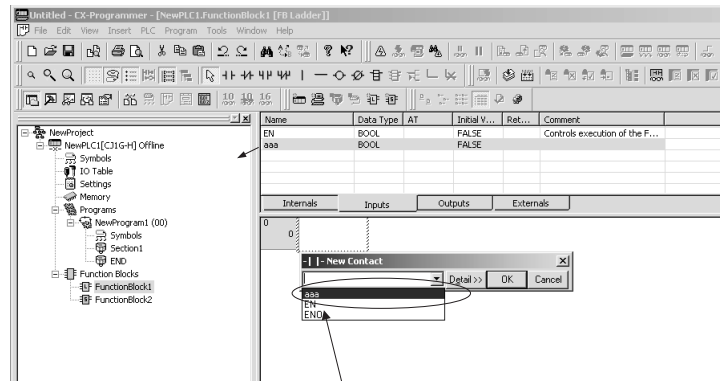 Untitled - CX-Programmer - [NewPLC1.FunctionBlock1 [FB Ladder]]
File Edit View Insert PLC Program Tools Window Help
10 10 16
NewProject
NewPLC1[CJ1G-H] Offline
Symbols
IO Table
Settings
Memory
Programs
NewProgram1 (00)
Symbols
Section1
END
Function Blocks
FunctionBlock1
FunctionBlock2
Name Data Type AT Initial V... Ret... Comment
EN BOOL FALSE Controls execution of the F...
aaa BOOL FALSE
Internals Inputs Outputs Externals
0
0
-| |- New Contact
Detail >> OK Cancel
aaa
EN
ENO